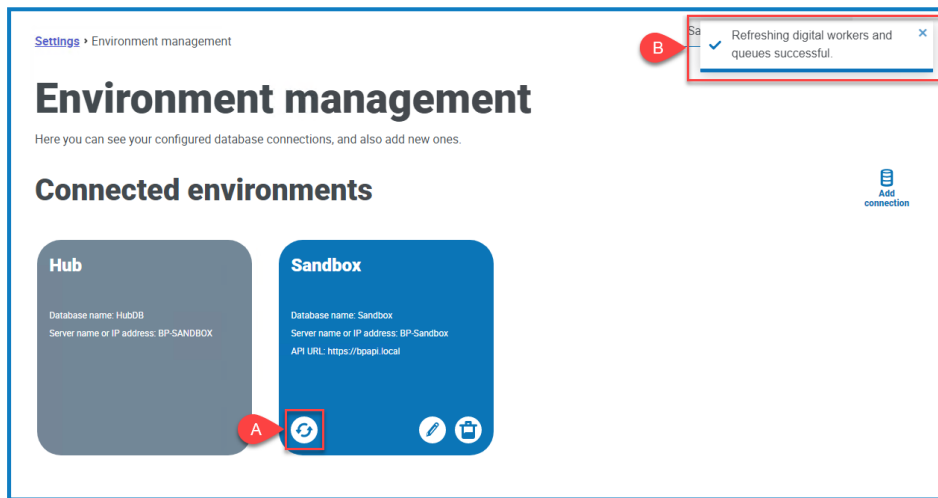 Settings › Environment management
Sa
B
Refreshing digital workers and
queues successful.
Environment management
Here you can see your configured database connections, and also add new ones.
Connected environments
Add
connection
Hub
Database name: HubDB
Server name or IP address: BP-SANDBOX
Sandbox
Database name: Sandbox
Server name or IP address: BP-Sandbox
API URL: https://bpapi.local
A